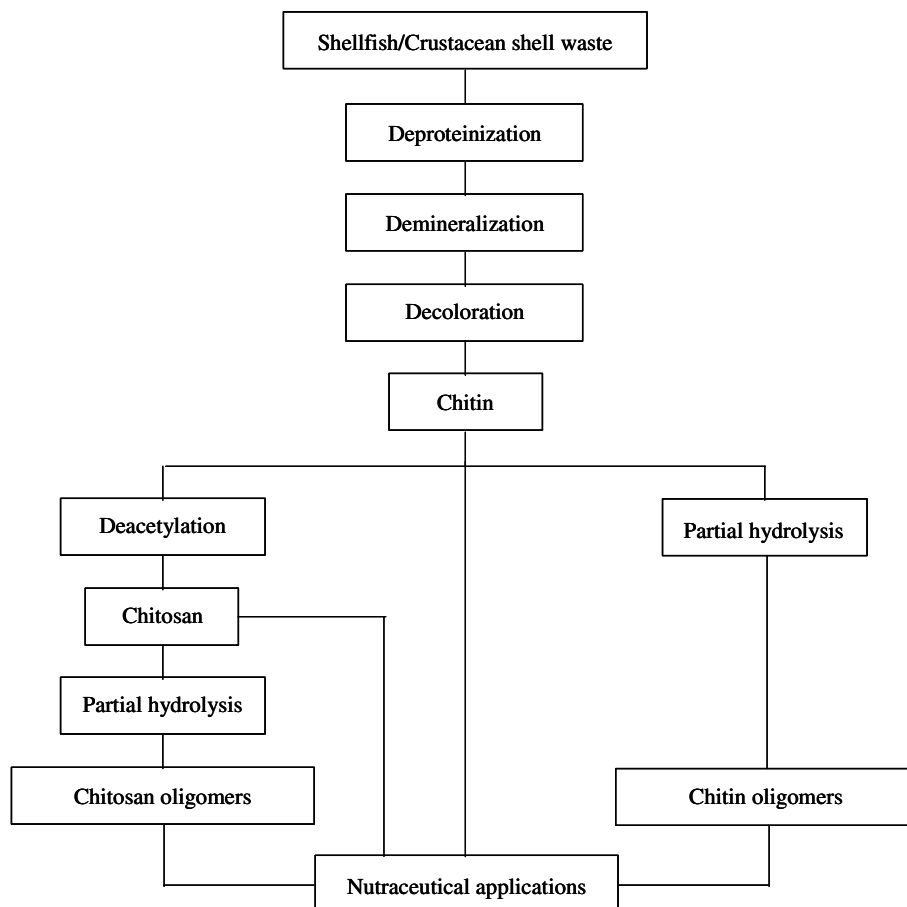 Shellfish/Crustacean shell waste
Deproteinization
Demineralization
Decoloration
Chitin
Deacetylation
Partial hydrolysis
Chitosan
Partial hydrolysis
Chitosan oligomers
Chitin oligomers
Nutraceutical applications